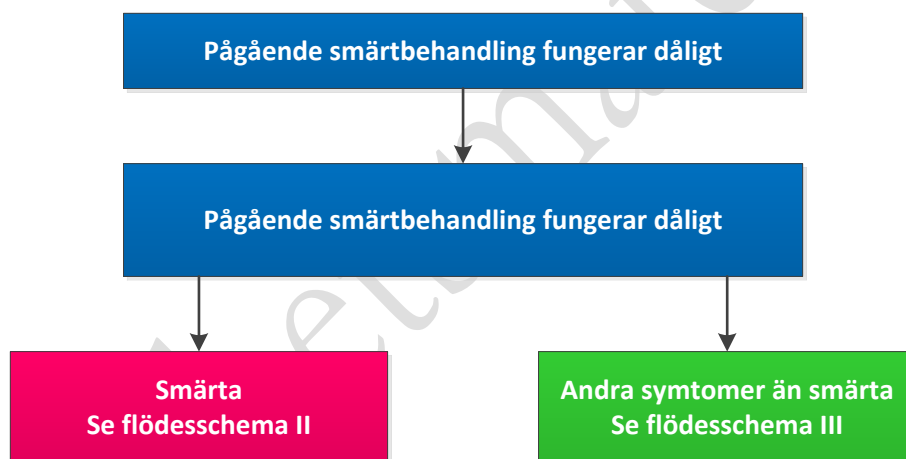 Pågående smärtbehandling fungerar dåligt
Pågående smärtbehandling fungerar dåligt
Smärta
Se flödesschema II
Andra symtomer än smärta
Se flödesschema III